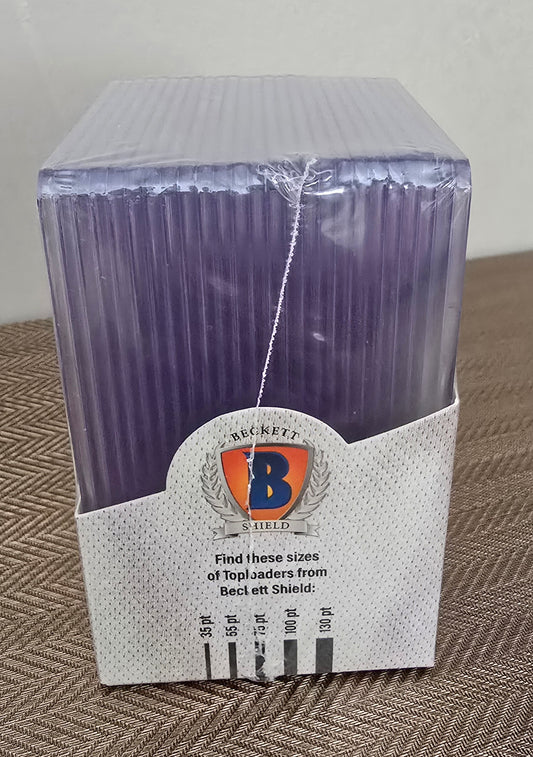 BECKETT
B
SHIELD
Find these sizes
of Toploaders from
Beckett Shield:
35 pt
55 pt
75 pt
100 pt
130 pt